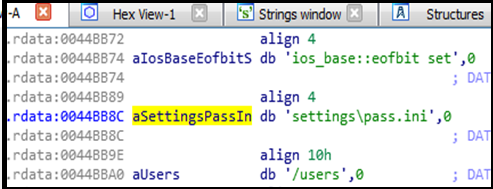 -A Hex View-1 's' Strings window A Structures
.rdata:0044BB72 align 4
.rdata:0044BB74 aIosBaseEofbitS db 'ios_base::eofbit set',0
.rdata:0044BB74 ; DAT
.rdata:0044BB89 align 4
.rdata:0044BB8C aSettingsPassIn db 'settings\pass.ini',0
.rdata:0044BB8C ; DAT
.rdata:0044BB9E align 10h
.rdata:0044BBA0 aUsers db '/users',0 ; DAT